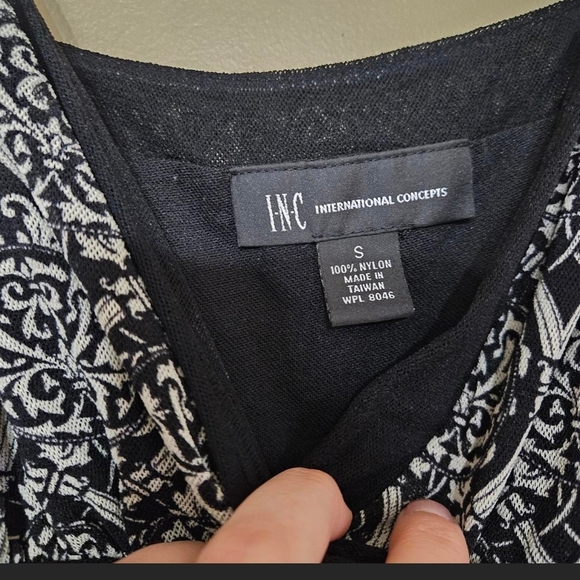 I·N·C INTERNATIONAL CONCEPTS
S
100% NYLON
MADE IN
TAIWAN
WPL 8046